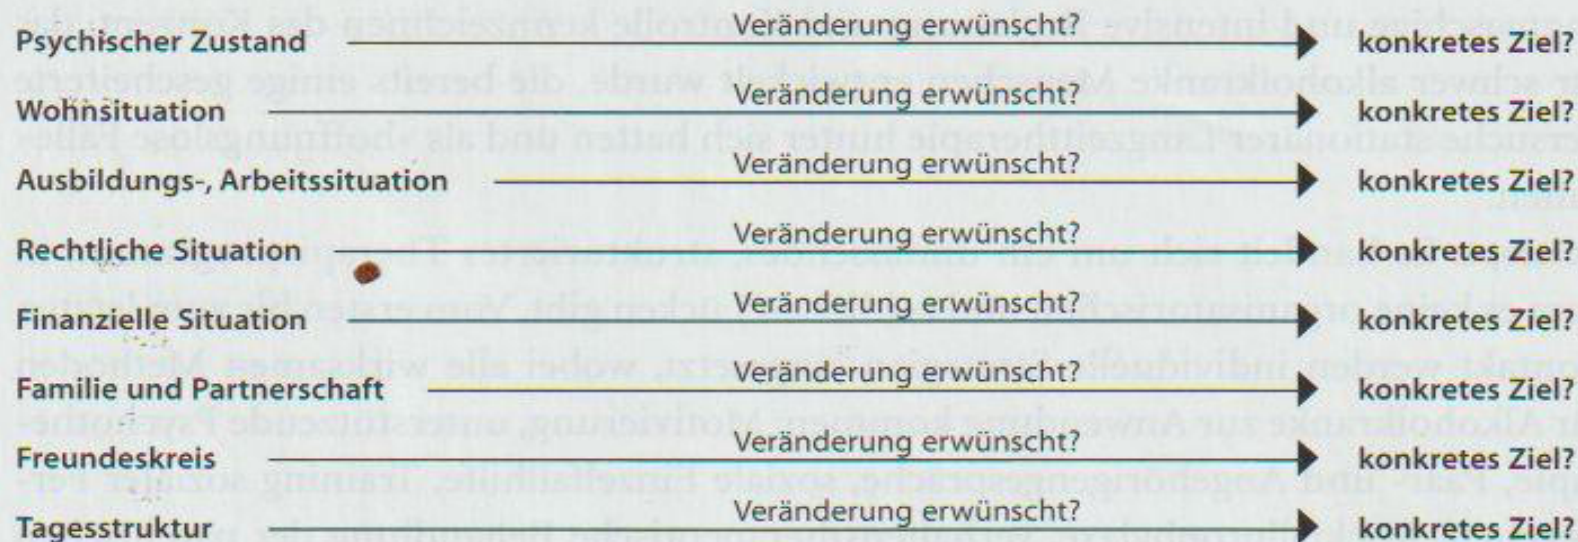 Psychischer Zustand Veränderung erwünscht? konkretes Ziel?
Wohnsituation Veränderung erwünscht? konkretes Ziel?
Ausbildungs-, Arbeitssituation Veränderung erwünscht? konkretes Ziel?
Rechtliche Situation Veränderung erwünscht? konkretes Ziel?
Finanzielle Situation Veränderung erwünscht? konkretes Ziel?
Familie und Partnerschaft Veränderung erwünscht? konkretes Ziel?
Freundeskreis Veränderung erwünscht? konkretes Ziel?
Tagesstruktur Veränderung erwünscht? konkretes Ziel?